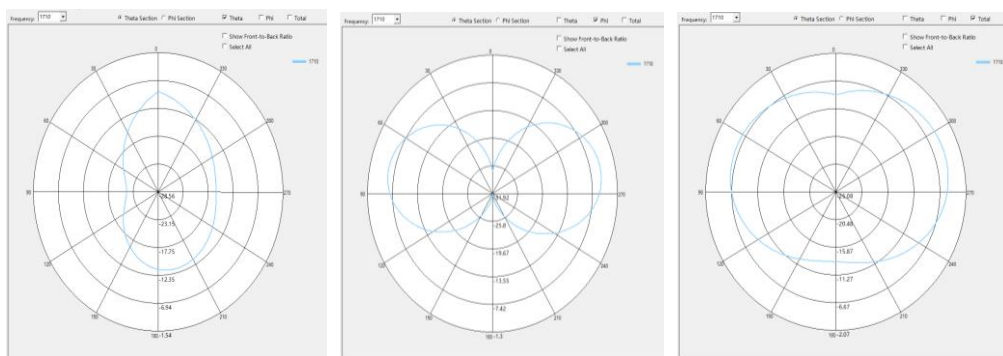 Frequency: 1710 Theta Section Phi Section Theta Phi Total
Show Front-to-Back Ratio
Select All
1710
0
30 330
60 300
90 -28.56 270
-23.15
-17.75
120 240
-12.35
-6.94
150 210
180 -1.54
Frequency: 1710 Theta Section Phi Section Theta Phi Total
Show Front-to-Back Ratio
Select All
1710
0
30 330
60 300
90 -31.92 270
-25.8
-19.67
120 240
-13.55
-7.42
150 210
180 -1.3
Frequency: 1710 Theta Section Phi Section Theta Phi Total
Show Front-to-Back Ratio
Select All
1710
0
30 330
60 300
90 -25.08 270
-20.48
-15.87
120 240
-11.27
-6.67
150 210
180 -2.07